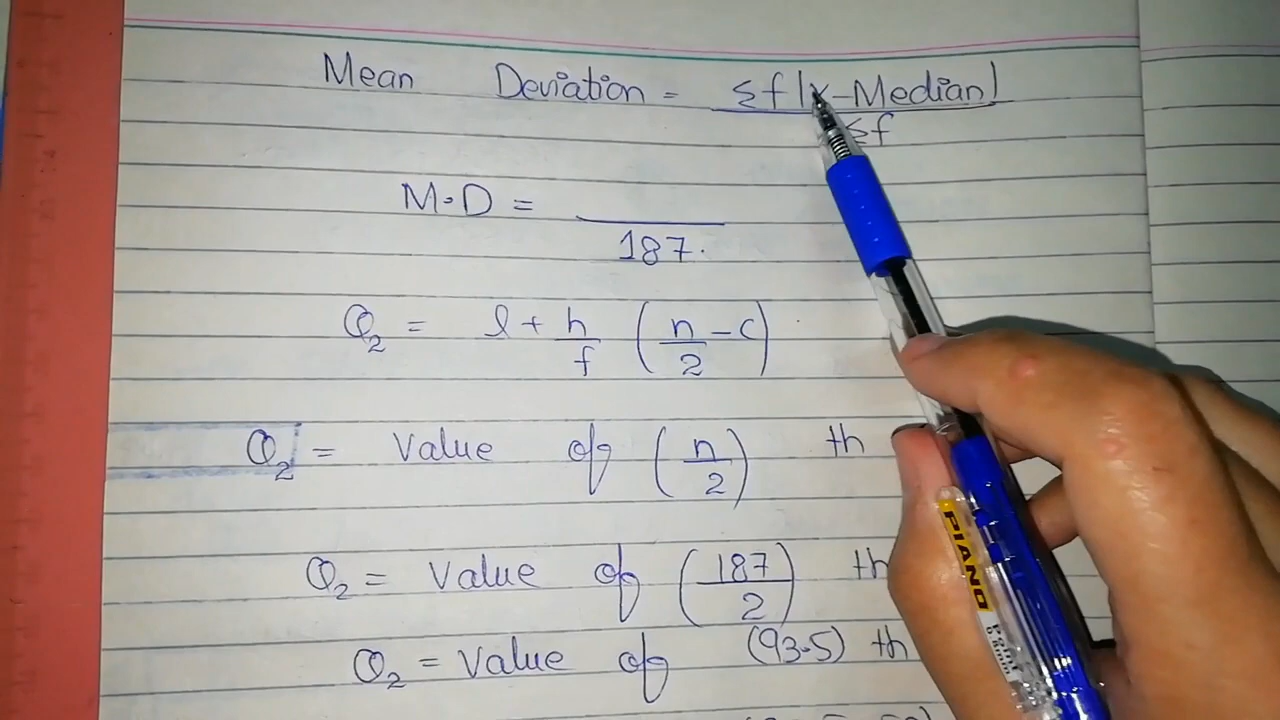 Mean Deviation = Σf|x-Median|
Σf
M.D =
187.
Q₂ = l + h/f (n/2 - c)
Q₂ = Value of (n/2) th
Q₂ = Value of (187/2) th
Q₂ = Value of (93.5) th
PIANO